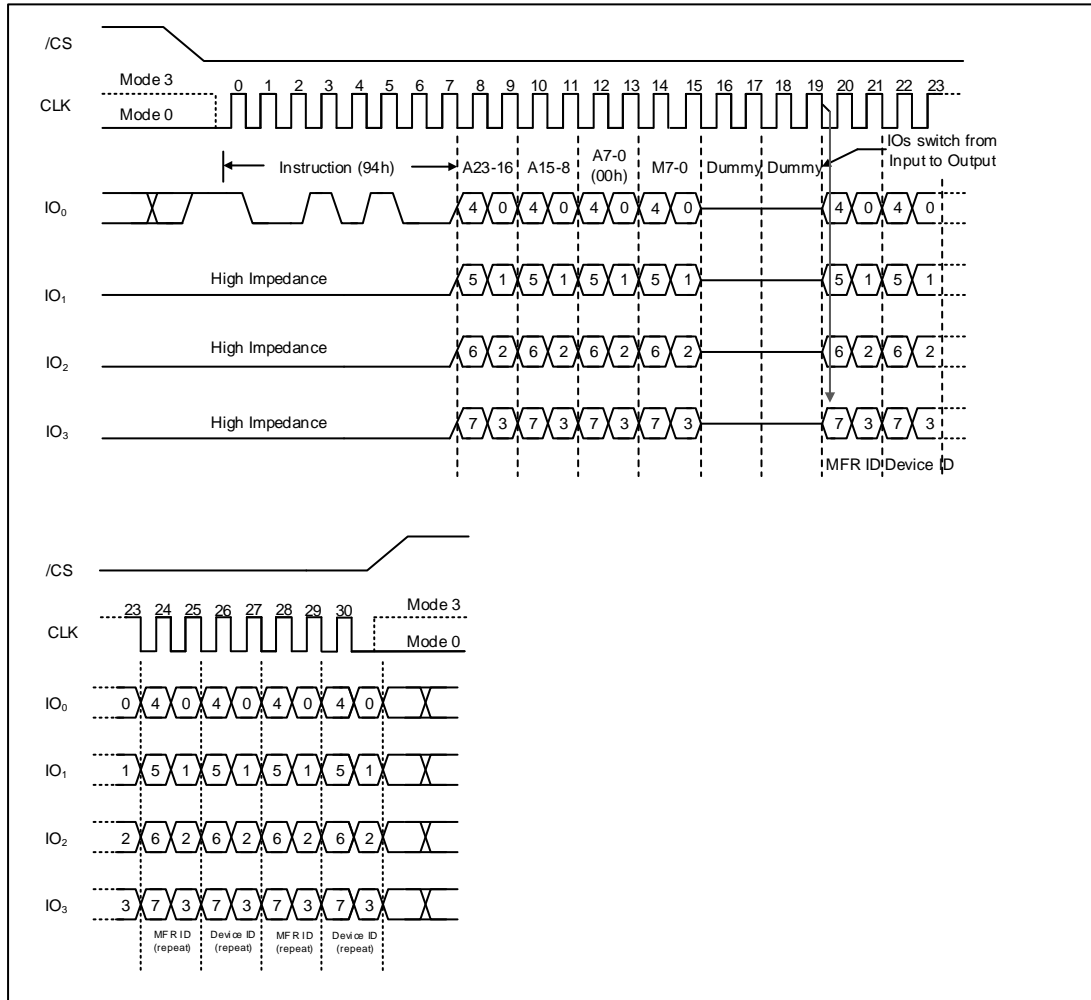 /CS
Mode 3
0 1 2 3 4 5 6 7 8 9 10 11 12 13 14 15 16 17 18 19 20 21 22 23
CLK
Mode 0
IOs switch from
Input to Output
Instruction (94h) A23-16 A15-8 A7-0 (00h) M7-0 Dummy Dummy
IO₀ 4 0 4 0 4 0 4 0 4 0 4 0
IO₁ High Impedance 5 1 5 1 5 1 5 1 5 1 5 1
IO₂ High Impedance 6 2 6 2 6 2 6 2 6 2 6 2
IO₃ High Impedance 7 3 7 3 7 3 7 3 7 3 7 3
MFR ID Device ID
/CS
23 24 25 26 27 28 29 30 Mode 3
CLK
Mode 0
IO₀ 0 4 0 4 0 4 0 4 0
IO₁ 1 5 1 5 1 5 1 5 1
IO₂ 2 6 2 6 2 6 2 6 2
IO₃ 3 7 3 7 3 7 3 7 3
MFR ID (repeat) Device ID (repeat) MFR ID (repeat) Device ID (repeat)